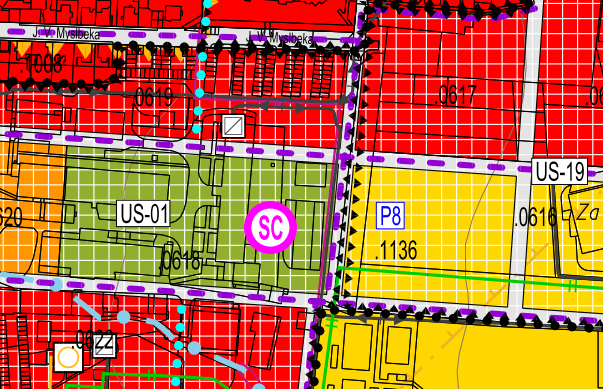 J. V. Myslbeka
J. V. Myslbeka
.0619
.0617
US-19
US-01
SC
P8
.0616
Za
.1136
.0618